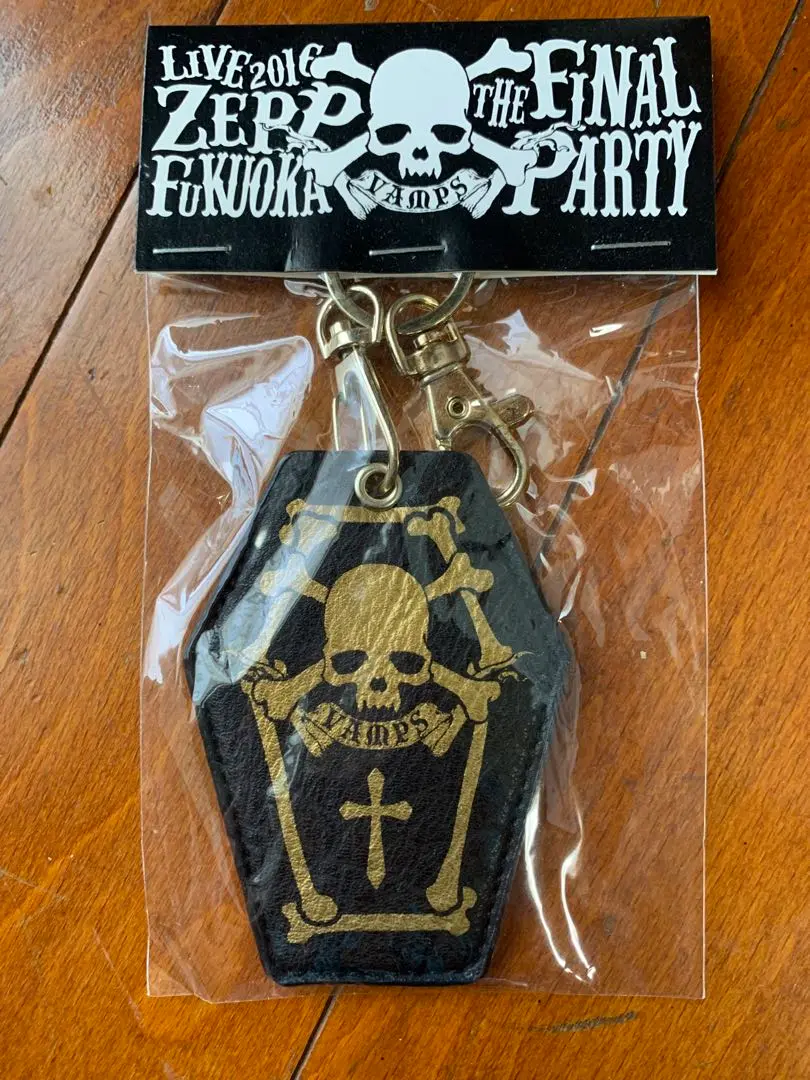 LIVE 2016
ZEPP
FUKUOKA
THE FINAL
PARTY
VAMPS
VAMPS